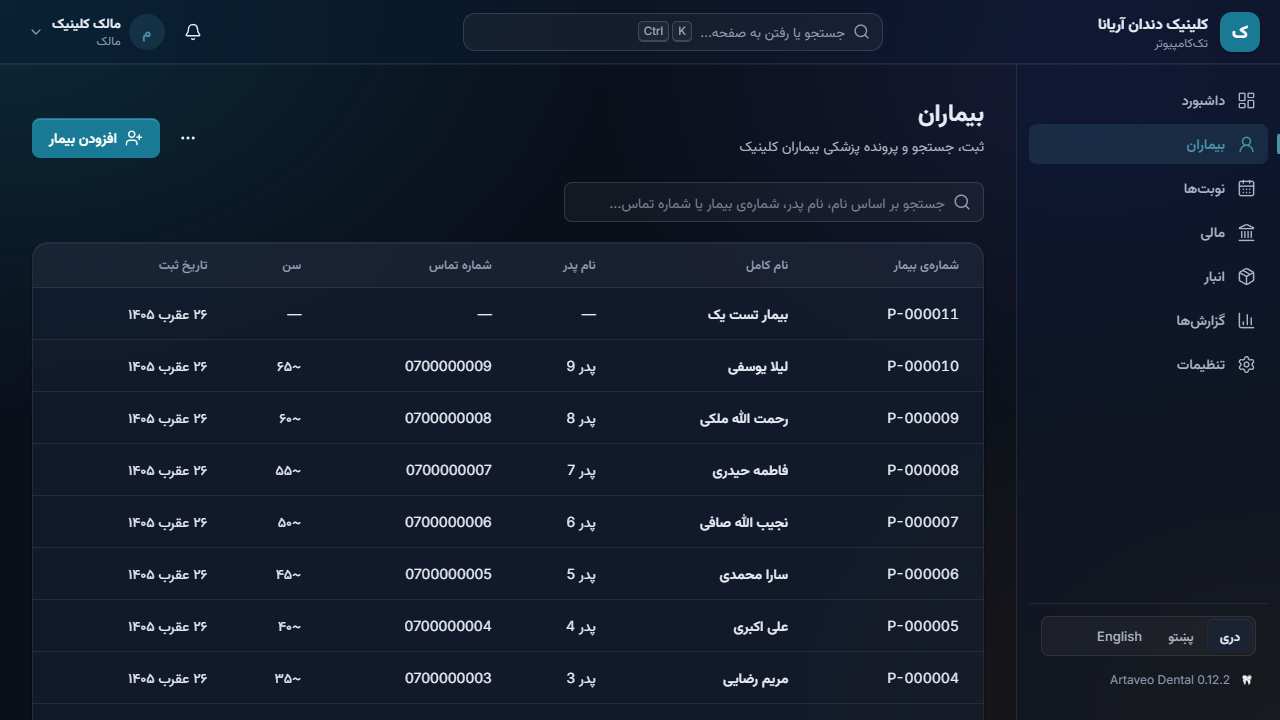 ک
کلینیک دندان آریانا
تک‌کامپیوتر
جستجو یا رفتن به صفحه... Ctrl K
م
مالک کلینیک
مالک
داشبورد
بیماران
نوبت‌ها
مالی
انبار
گزارش‌ها
تنظیمات
دری پښتو English
Artaveo Dental 0.12.2
بیماران
ثبت، جستجو و پرونده پزشکی بیماران کلینیک
افزودن بیمار
جستجو بر اساس نام، نام پدر، شماره‌ی بیمار یا شماره تماس...
شماره‌ی بیمار نام کامل نام پدر شماره تماس سن تاریخ ثبت
P-000011 بیمار تست یک — — — ۲۶ عقرب ۱۴۰۵
P-000010 لیلا یوسفی پدر 9 0700000009 ~۶۵ ۲۶ عقرب ۱۴۰۵
P-000009 رحمت الله ملکی پدر 8 0700000008 ~۶۰ ۲۶ عقرب ۱۴۰۵
P-000008 فاطمه حیدری پدر 7 0700000007 ~۵۵ ۲۶ عقرب ۱۴۰۵
P-000007 نجیب الله صافی پدر 6 0700000006 ~۵۰ ۲۶ عقرب ۱۴۰۵
P-000006 سارا محمدی پدر 5 0700000005 ~۴۵ ۲۶ عقرب ۱۴۰۵
P-000005 علی اکبری پدر 4 0700000004 ~۴۰ ۲۶ عقرب ۱۴۰۵
P-000004 مریم رضایی پدر 3 0700000003 ~۳۵ ۲۶ عقرب ۱۴۰۵